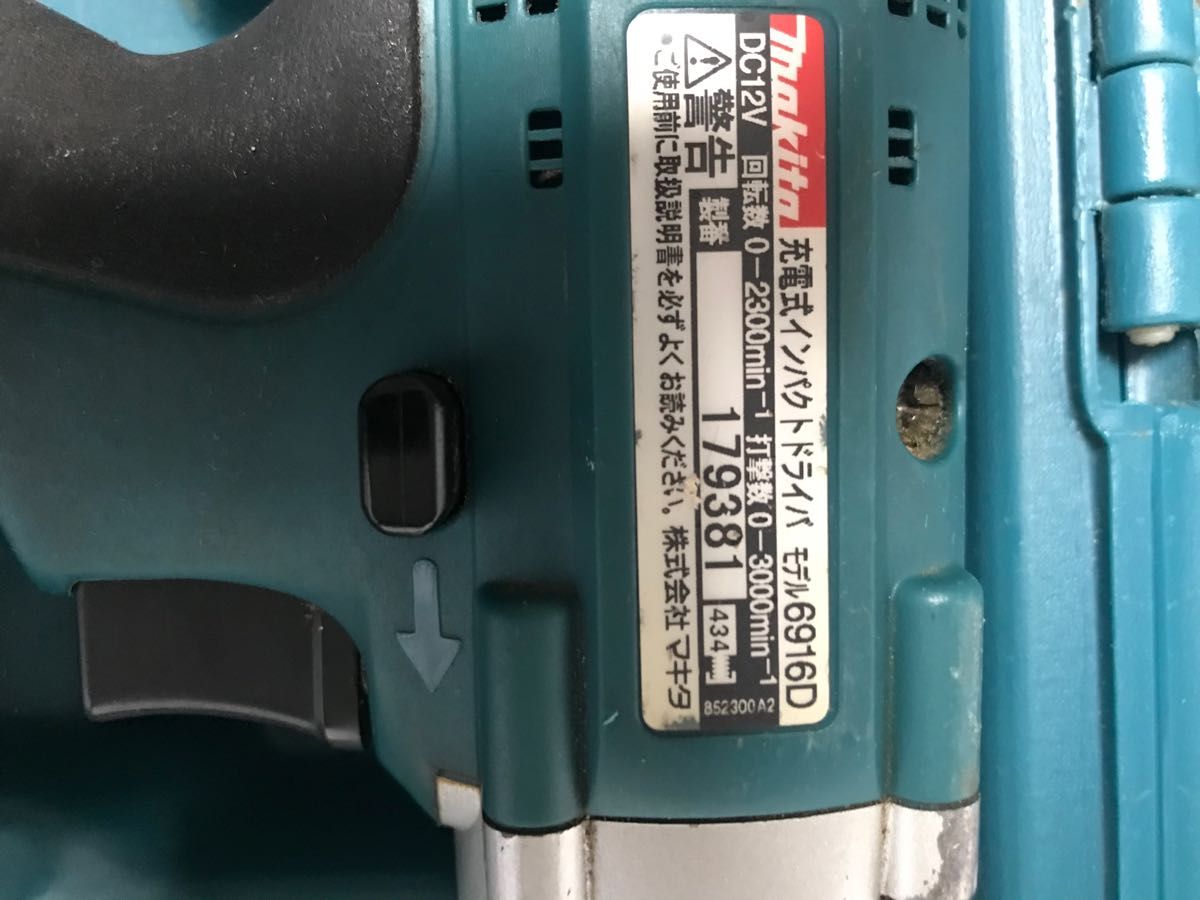 makita 充電式インパクトドライバ モデル6916D
DC12V 回転数 0-2300min⁻¹ 打撃数 0-3000min⁻¹
警告 製番 179381 434
852300A2
・ご使用前に取扱説明書を必ずよくお読みください。 株式会社 マキタ